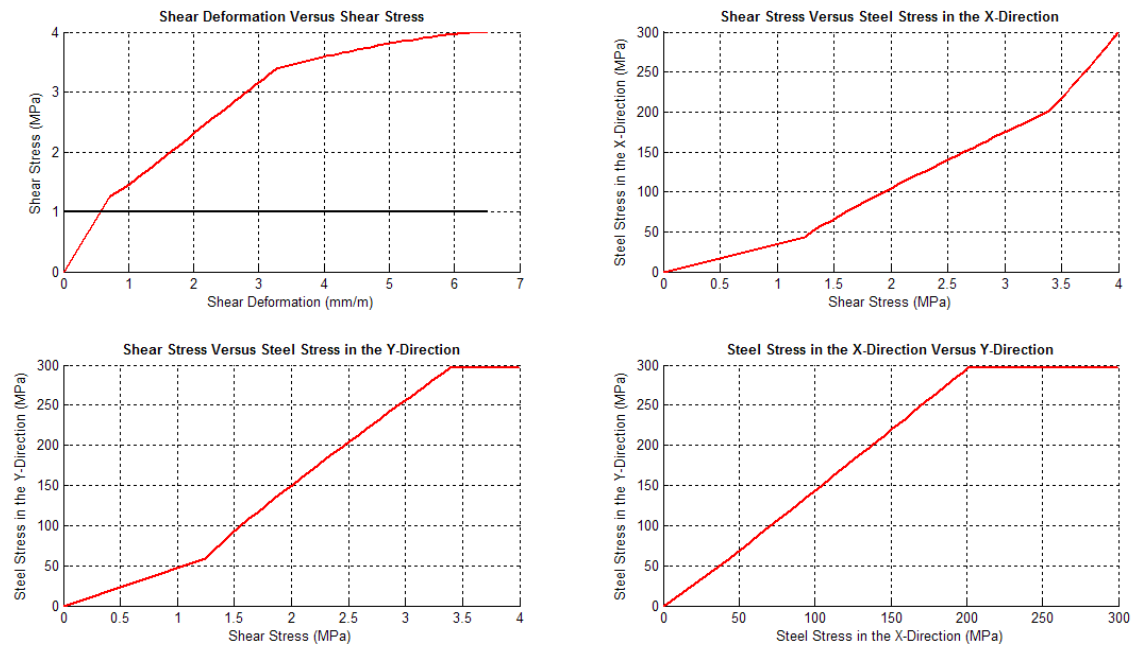 Shear Deformation Versus Shear Stress
4
3
2
1
0
0 1 2 3 4 5 6 7
Shear Stress (MPa)
Shear Deformation (mm/m)
Shear Stress Versus Steel Stress in the X-Direction
300
250
200
150
100
50
0
0 0.5 1 1.5 2 2.5 3 3.5 4
Steel Stress in the X-Direction (MPa)
Shear Stress (MPa)
Shear Stress Versus Steel Stress in the Y-Direction
300
250
200
150
100
50
0
0 0.5 1 1.5 2 2.5 3 3.5 4
Steel Stress in the Y-Direction (MPa)
Shear Stress (MPa)
Steel Stress in the X-Direction Versus Y-Direction
300
250
200
150
100
50
0
0 50 100 150 200 250 300
Steel Stress in the Y-Direction (MPa)
Steel Stress in the X-Direction (MPa)